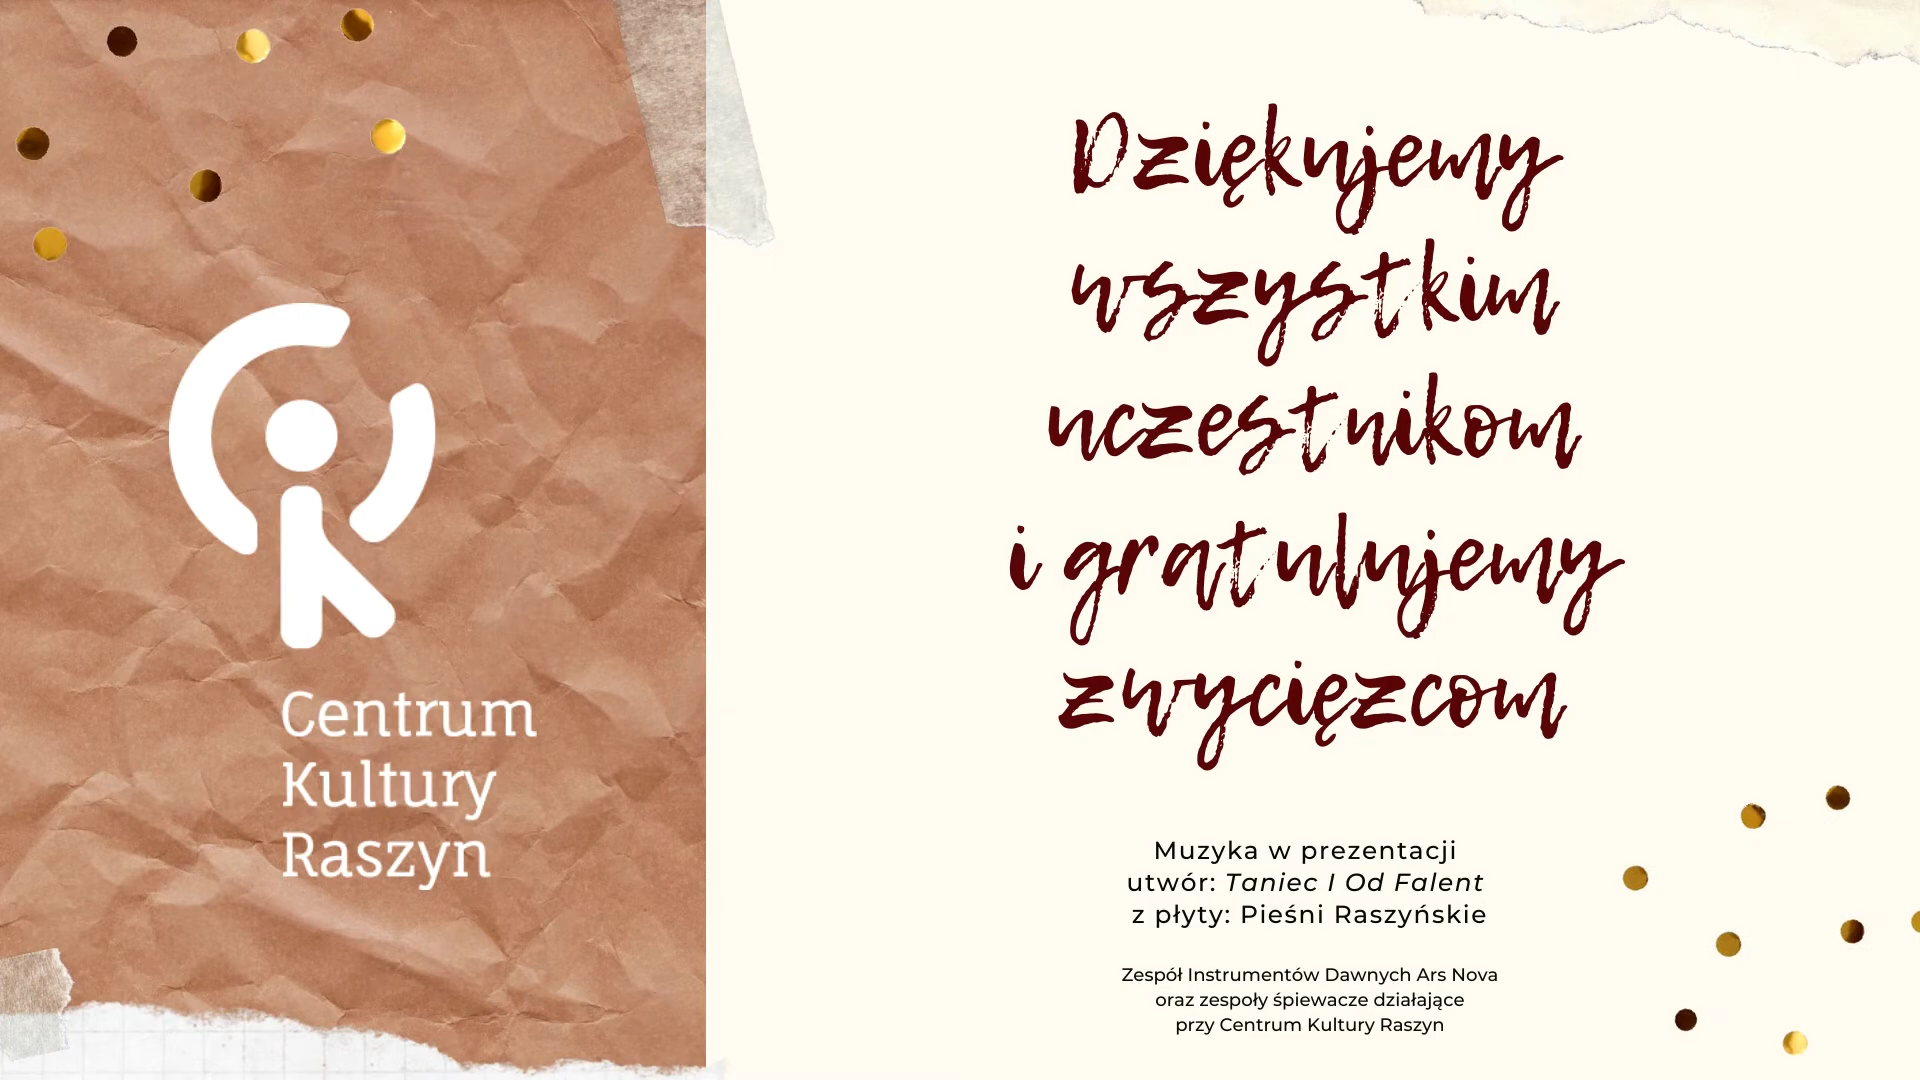 Centrum
Kultury
Raszyn
Dziękujemy
wszystkim
uczestnikom
i gratulujemy
zwycięzcom
Muzyka w prezentacji
utwór: Taniec I Od Falent
z płyty: Pieśni Raszyńskie
Zespół Instrumentów Dawnych Ars Nova
oraz zespoły śpiewacze działające
przy Centrum Kultury Raszyn